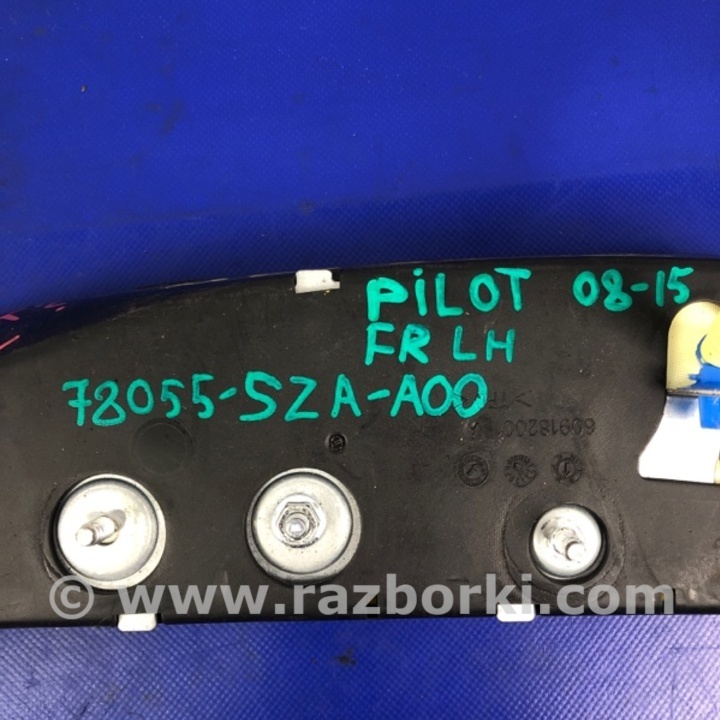 PiLOT 08-15
FR LH
78055-SZA-A00
© www.razborki.com